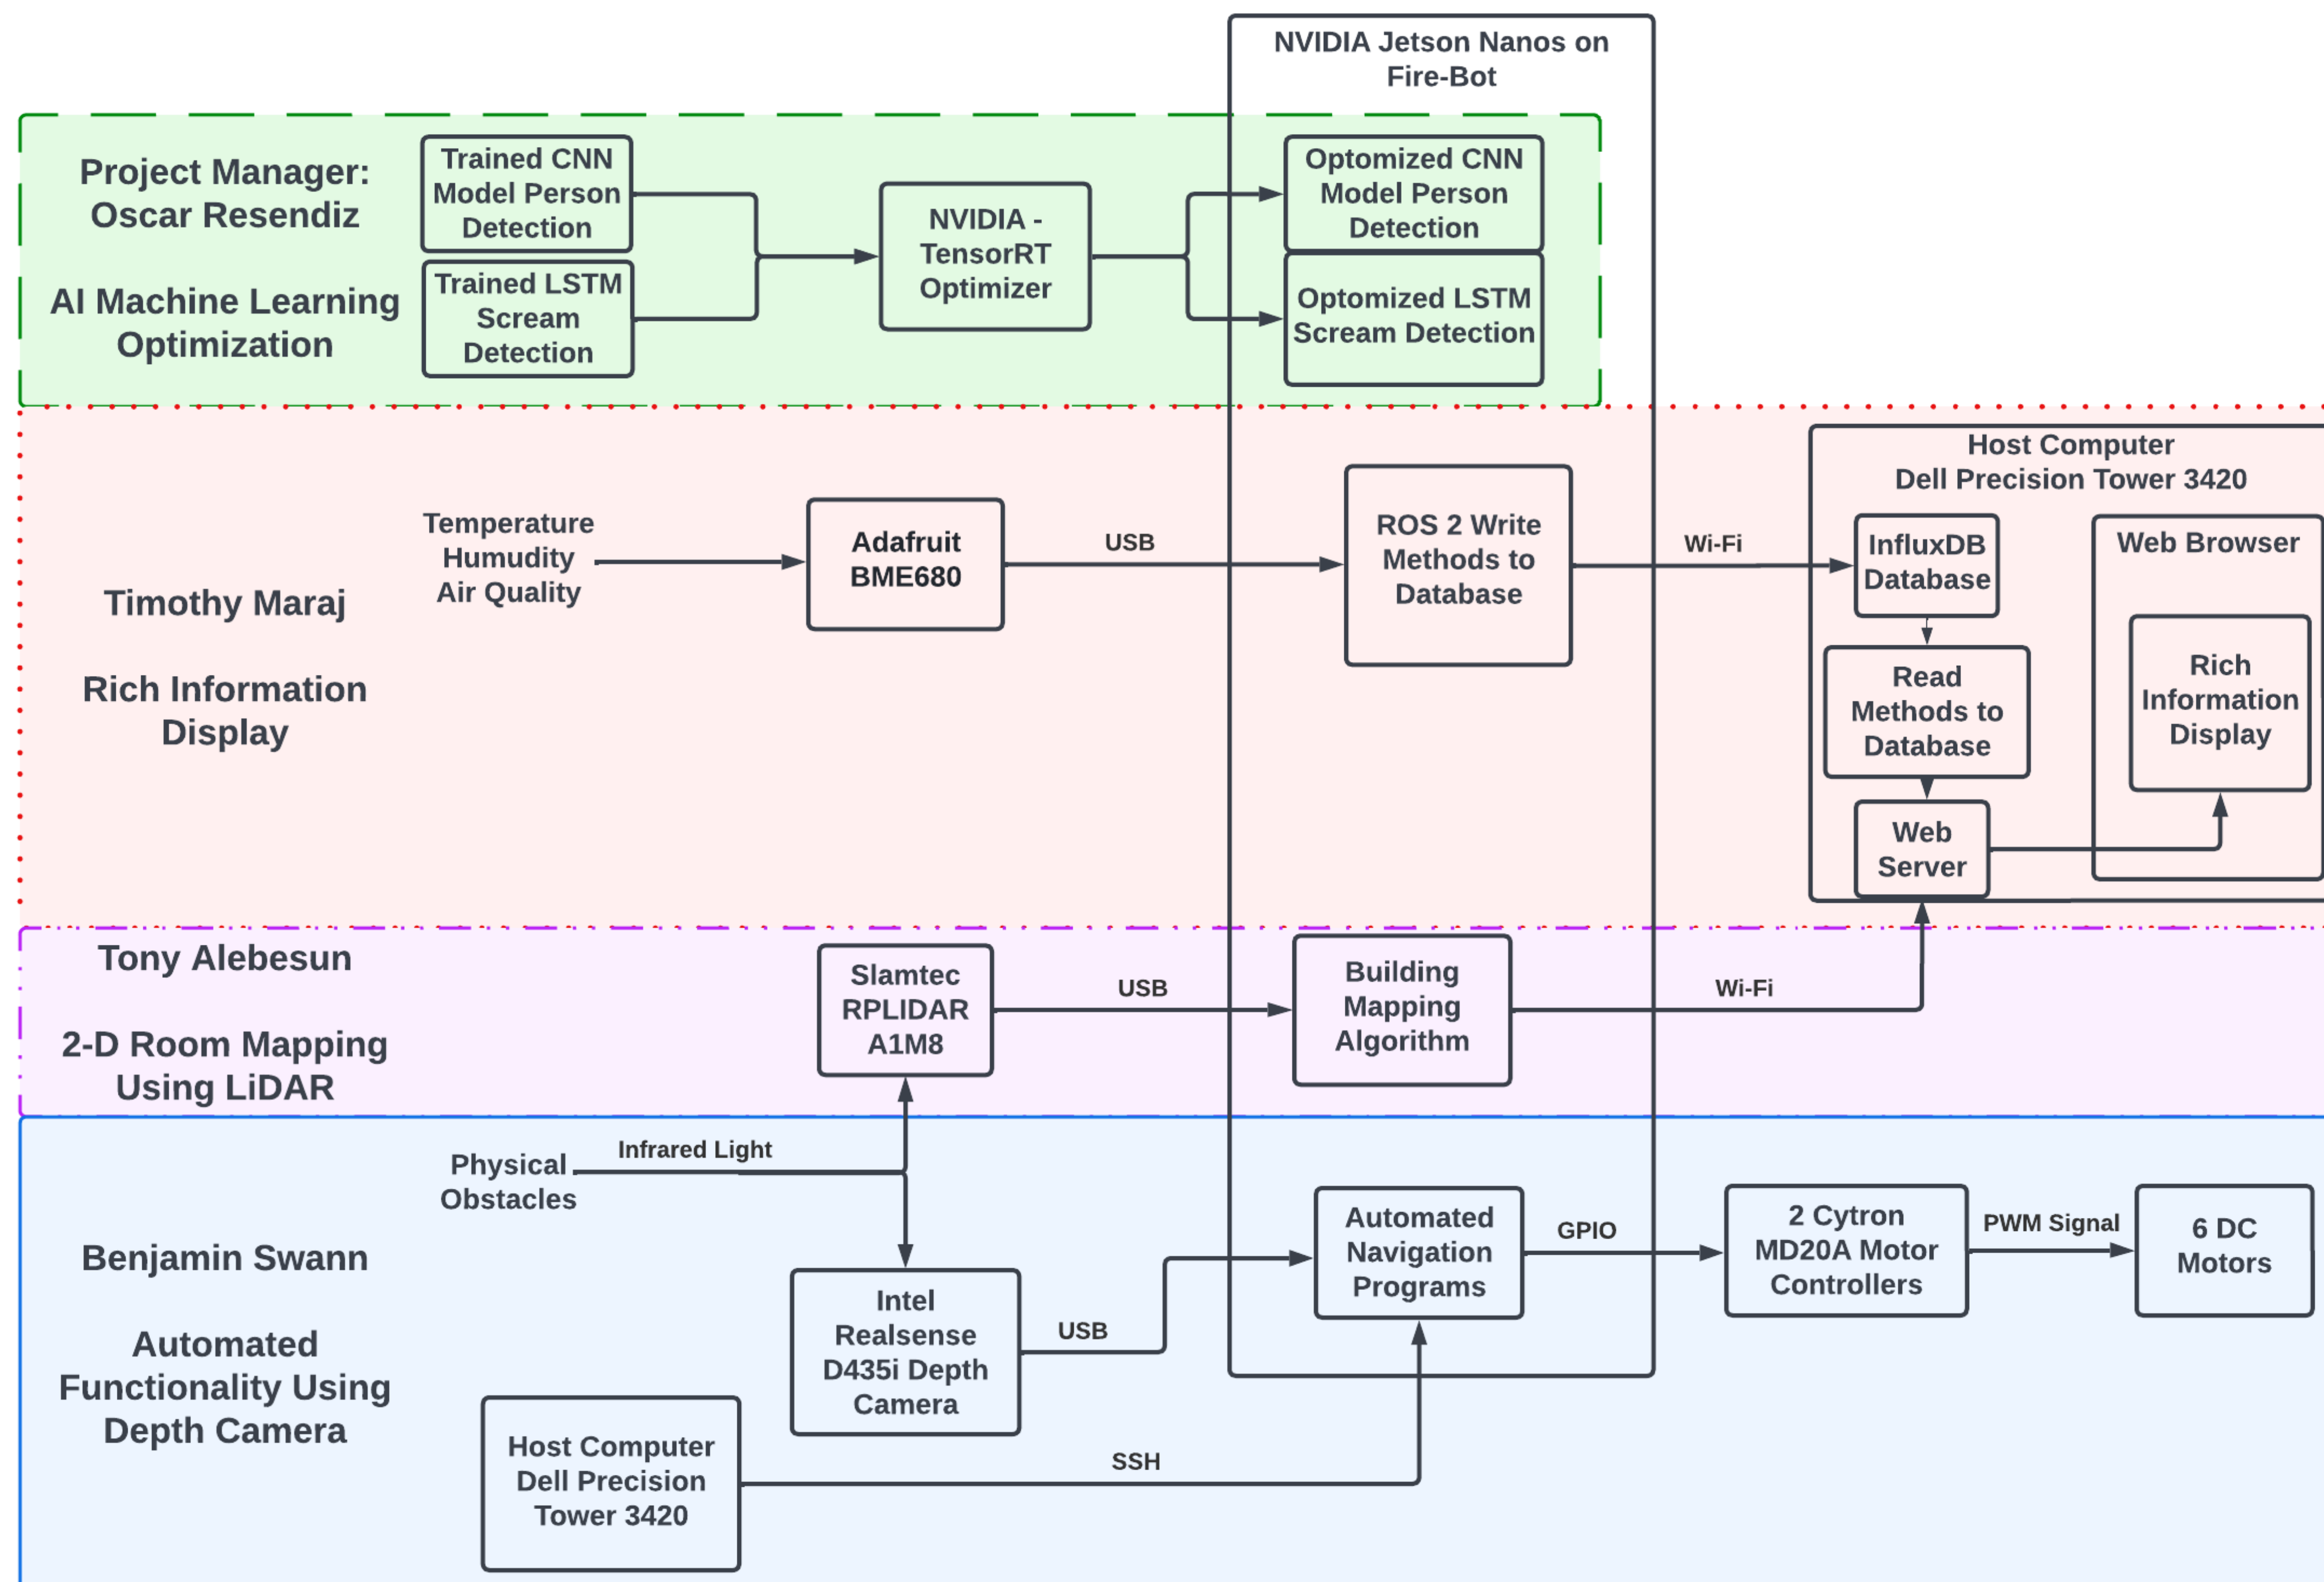 NVIDIA Jetson Nanos on
Fire-Bot
Project Manager:
Oscar Resendiz
AI Machine Learning
Optimization
Trained CNN
Model Person
Detection
Trained LSTM
Scream
Detection
NVIDIA -
TensorRT
Optimizer
Optomized CNN
Model Person
Detection
Optomized LSTM
Scream Detection
Timothy Maraj
Rich Information
Display
Temperature
Humudity
Air Quality
Adafruit
BME680
USB
ROS 2 Write
Methods to
Database
Wi-Fi
Host Computer
Dell Precision Tower 3420
InfluxDB
Database
Read
Methods to
Database
Web
Server
Web Browser
Rich
Information
Display
Tony Alebesun
2-D Room Mapping
Using LiDAR
Slamtec
RPLIDAR
A1M8
USB
Building
Mapping
Algorithm
Wi-Fi
Benjamin Swann
Automated
Functionality Using
Depth Camera
Physical
Obstacles
Infrared Light
Intel
Realsense
D435i Depth
Camera
USB
Host Computer
Dell Precision
Tower 3420
SSH
Automated
Navigation
Programs
GPIO
2 Cytron
MD20A Motor
Controllers
PWM Signal
6 DC
Motors